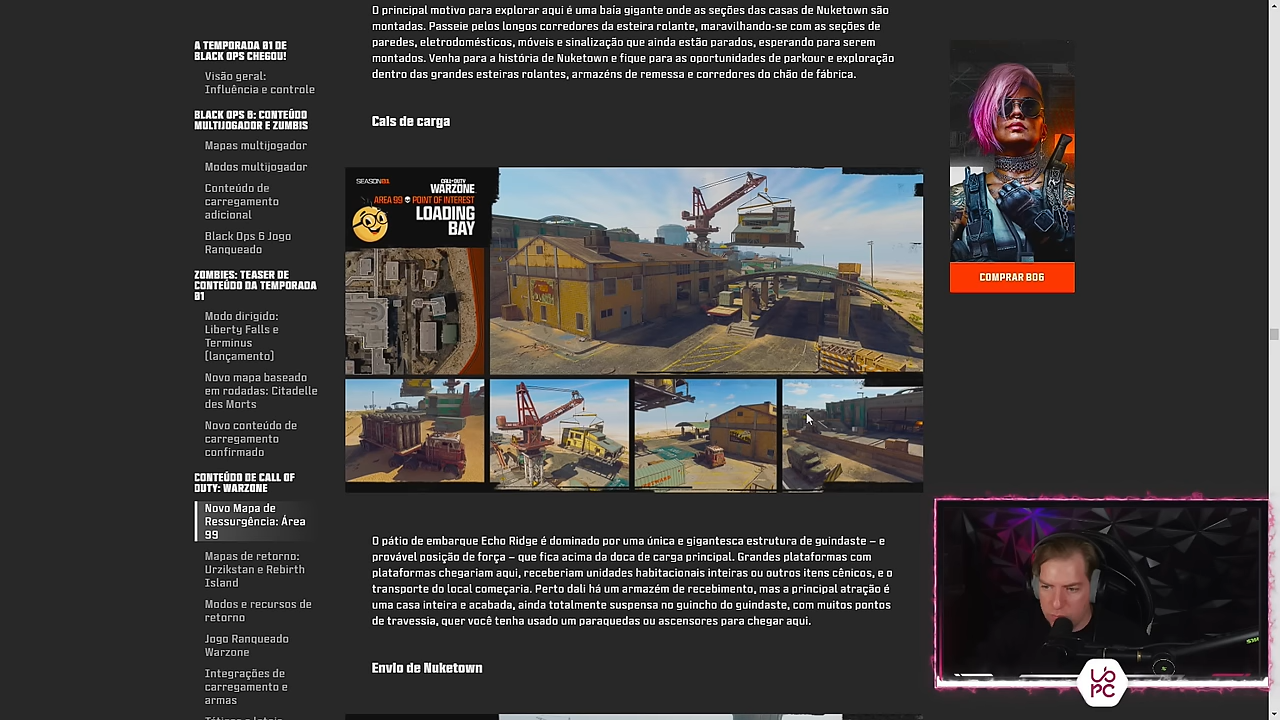 A TEMPORADA 01 DE
BLACK OPS CHEGOU!
Visão geral:
Influência e controle
BLACK OPS 6: CONTEÚDO
MULTIJOGADOR E ZUMBIS
Mapas multijogador
Modos multijogador
Conteúdo de
carregamento
adicional
Black Ops 6 Jogo
Ranqueado
ZOMBIES: TEASER DE
CONTEÚDO DA TEMPORADA
01
Modo dirigido:
Liberty Falls e
Terminus
(lançamento)
Novo mapa baseado
em rodadas: Citadelle
des Morts
Novo conteúdo de
carregamento
confirmado
CONTEÚDO DE CALL OF
DUTY: WARZONE
Novo Mapa de
Ressurgência: Área
99
Mapas de retorno:
Urzikstan e Rebirth
Island
Modos e recursos de
retorno
Jogo Ranqueado
Warzone
Integrações de
carregamento e
armas
O principal motivo para explorar aqui é uma baia gigante onde as seções das casas de Nuketown são
montadas. Passeie pelos longos corredores da esteira rolante, maravilhando-se com as seções de
paredes, eletrodomésticos, móveis e sinalização que ainda estão parados, esperando para serem
montados. Venha para a história de Nuketown e fique para as oportunidades de parkour e exploração
dentro das grandes esteiras rolantes, armazéns de remessa e corredores do chão de fábrica.
Cais de carga
SEASON 01
CALL OF DUTY
WARZONE
AREA 99 POINT OF INTEREST
LOADING
BAY
O pátio de embarque Echo Ridge é dominado por uma única e gigantesca estrutura de guindaste – e
provável posição de força – que fica acima da doca de carga principal. Grandes plataformas com
plataformas chegariam aqui, receberiam unidades habitacionais inteiras ou outros itens cênicos, e o
transporte do local começaria. Perto dali há um armazém de recebimento, mas a principal atração é
uma casa inteira e acabada, ainda totalmente suspensa no guincho do guindaste, com muitos pontos
de travessia, quer você tenha usado um paraquedas ou ascensores para chegar aqui.
Envio de Nuketown
COMPRAR BO6